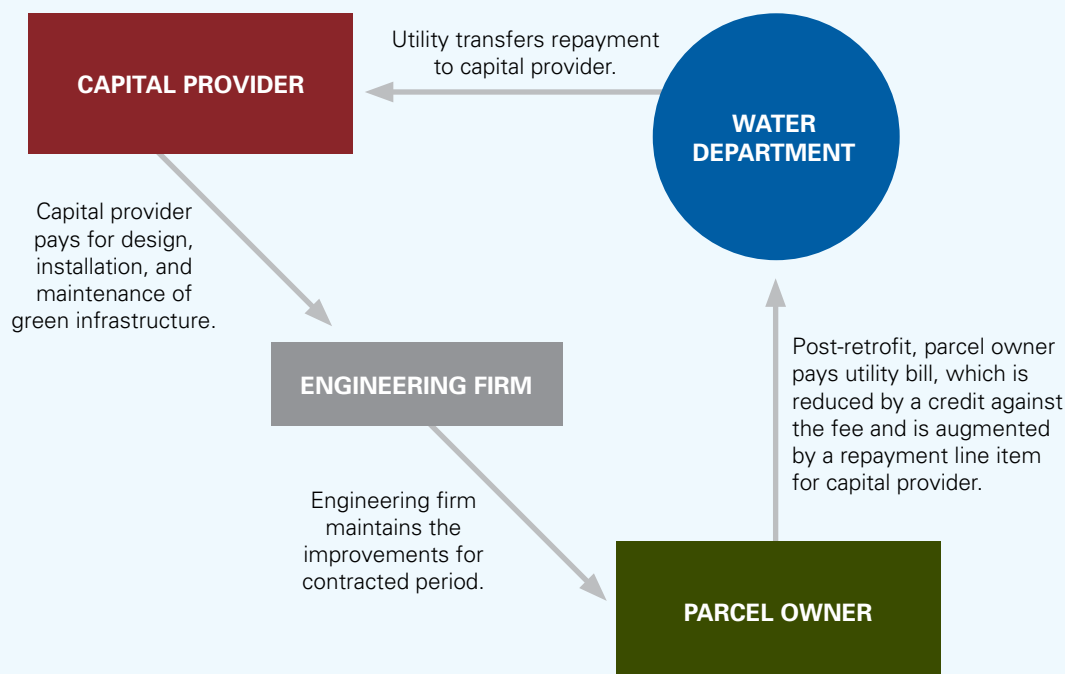 Utility transfers repayment
to capital provider.
CAPITAL PROVIDER
WATER
DEPARTMENT
Capital provider
pays for design,
installation, and
maintenance of
green infrastructure.
ENGINEERING FIRM
Post-retrofit, parcel owner
pays utility bill, which is
reduced by a credit against
the fee and is augmented
by a repayment line item
for capital provider.
Engineering firm
maintains the
improvements for
contracted period.
PARCEL OWNER